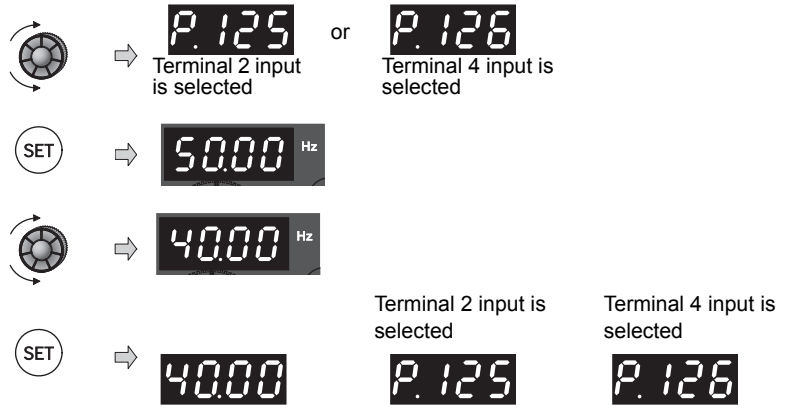 P.125 or P.126
Terminal 2 input
is selected
Terminal 4 input is
selected
SET
50.00 Hz
40.00 Hz
Terminal 2 input is
selected
Terminal 4 input is
selected
SET
40.00 P.125 P.126